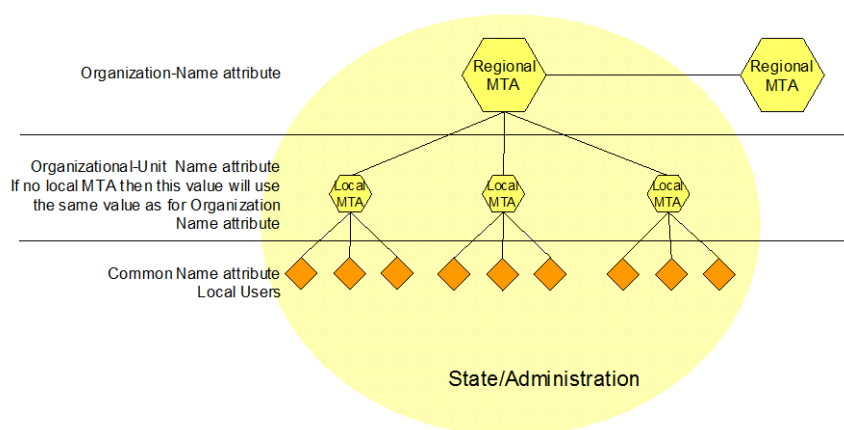 Organization-Name attribute
Regional
MTA
Regional
MTA
Organizational-Unit Name attribute
If no local MTA then this value will use
the same value as for Organization
Name attribute
Local
MTA
Local
MTA
Local
MTA
Common Name attribute
Local Users
State/Administration